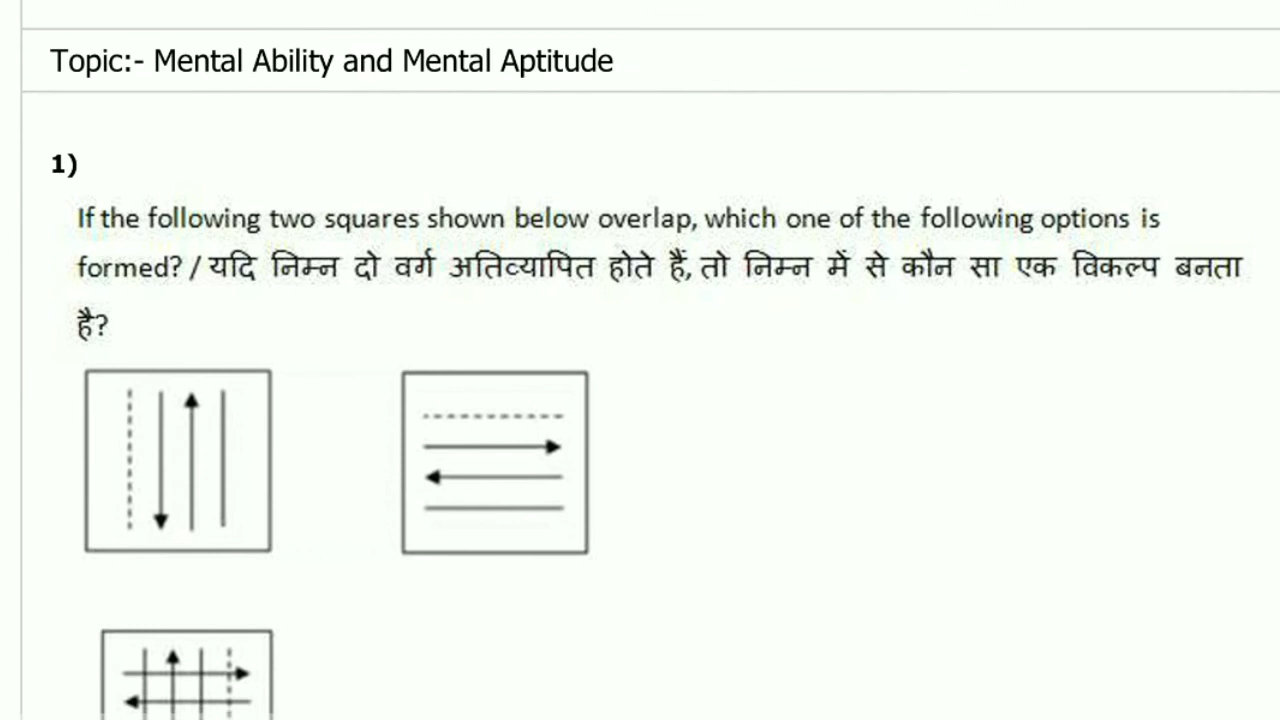 Topic:- Mental Ability and Mental Aptitude
1)
If the following two squares shown below overlap, which one of the following options is
formed? / यदि निम्न दो वर्ग अतिव्यापित होते हैं, तो निम्न में से कौन सा एक विकल्प बनता
है?